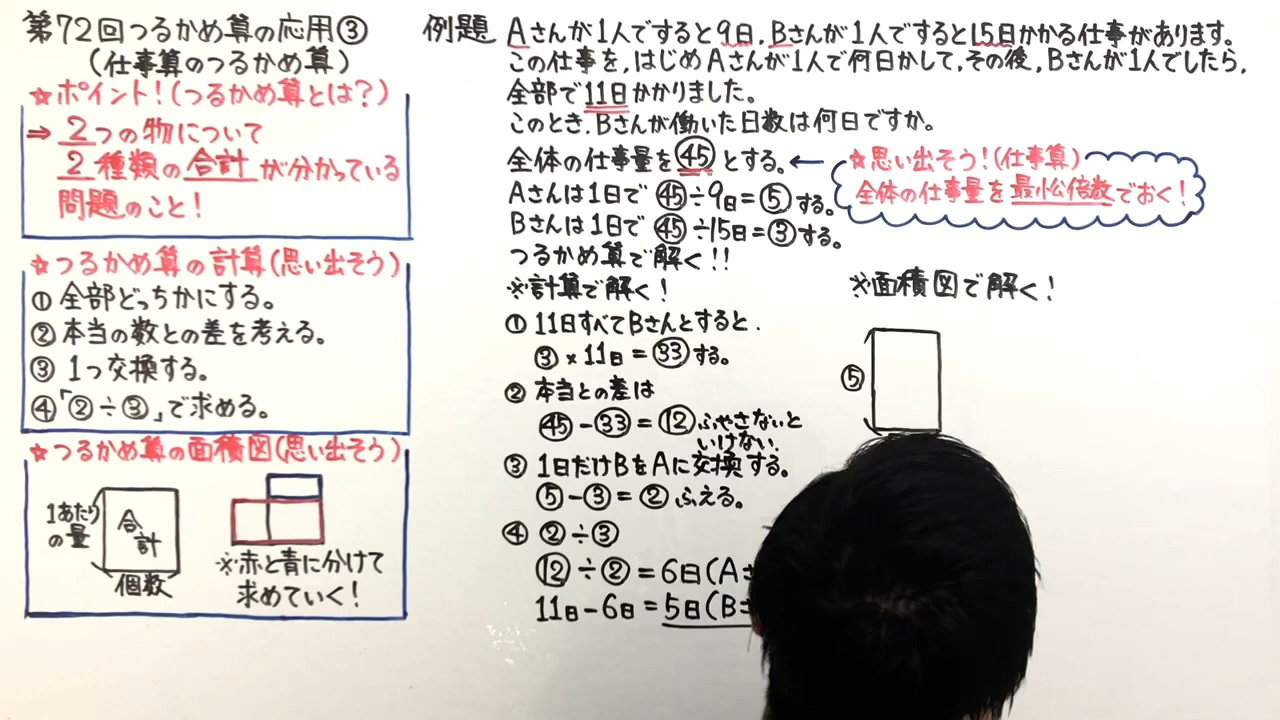 第72回つるかめ算の応用③
(仕事算のつるかめ算)
☆ポイント!(つるかめ算とは?)
⇒ 2つの物について
2種類の合計が分かっている
問題のこと!
☆つるかめ算の計算(思い出そう)
① 全部どっちかにする。
② 本当の数との差を考える。
③ 1つ交換する。
④「②÷③」で求める。
☆つるかめ算の面積図(思い出そう)
1あたり
の量
合計
個数
※赤と青に分けて
求めていく!
例題 Aさんが1人ですると9日、Bさんが1人ですると15日かかる仕事があります。
この仕事を、はじめAさんが1人で何日かして、その後、Bさんが1人でしたら、
全部で11日かかりました。
このとき、Bさんが働いた日数は何日ですか。
全体の仕事量を㊺とする。←
☆思い出そう!(仕事算)
全体の仕事量を最小公倍数でおく!
Aさんは1日で ㊺÷9日=⑤する。
Bさんは1日で ㊺÷15日=③する。
つるかめ算で解く!!
※計算で解く!
① 11日すべてBさんとすると、
③×11日=㉝する。
② 本当との差は
㊺-㉝=⑫ふやさないと
いけない。
③ 1日だけBをAに交換する。
⑤-③=②ふえる。
④ ②÷③
⑫÷②=6日(A
11日-6日=5日(B
※面積図で解く!
⑤